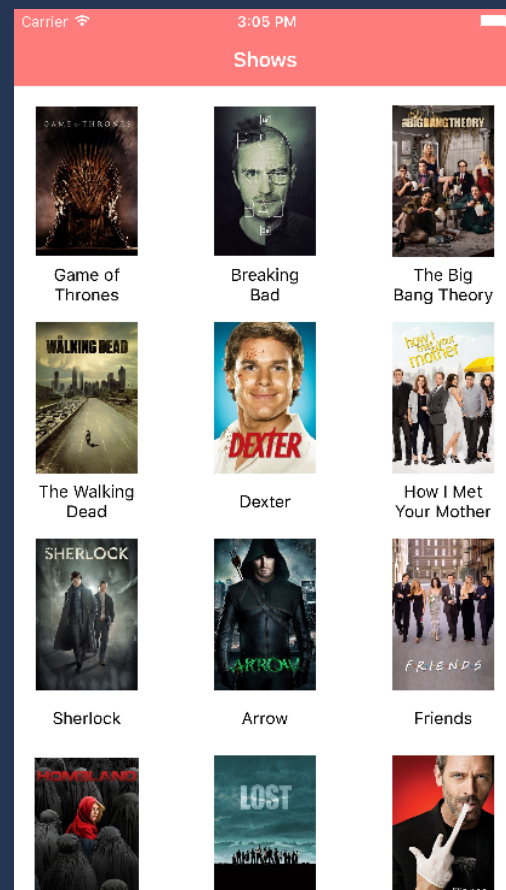 Carrier 3:05 PM
Shows
GAME OF THRONES
THE BIG BANG THEORY
Game of
Thrones
Breaking
Bad
The Big
Bang Theory
THE WALKING DEAD
DEXTER
how i
met your
mother
The Walking
Dead
Dexter
How I Met
Your Mother
SHERLOCK
ARROW
FRIENDS
Sherlock
Arrow
Friends
HOMELAND
LOST